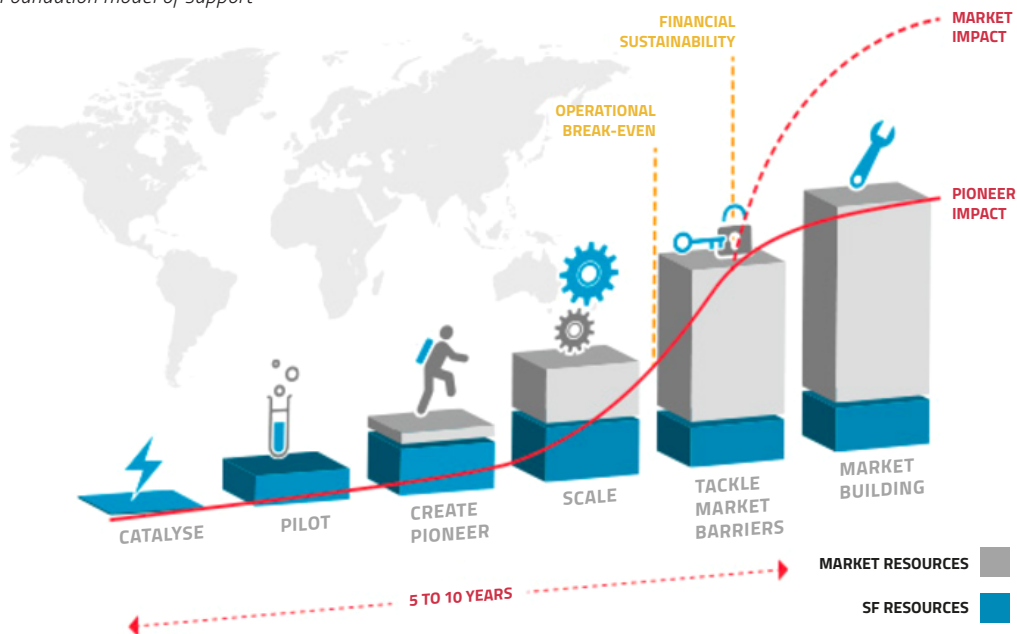 Foundation model of Support
FINANCIAL
SUSTAINABILITY
MARKET
IMPACT
OPERATIONAL
BREAK-EVEN
PIONEER
IMPACT
CATALYSE
PILOT
CREATE
PIONEER
SCALE
TACKLE
MARKET
BARRIERS
MARKET
BUILDING
5 TO 10 YEARS
MARKET RESOURCES
SF RESOURCES